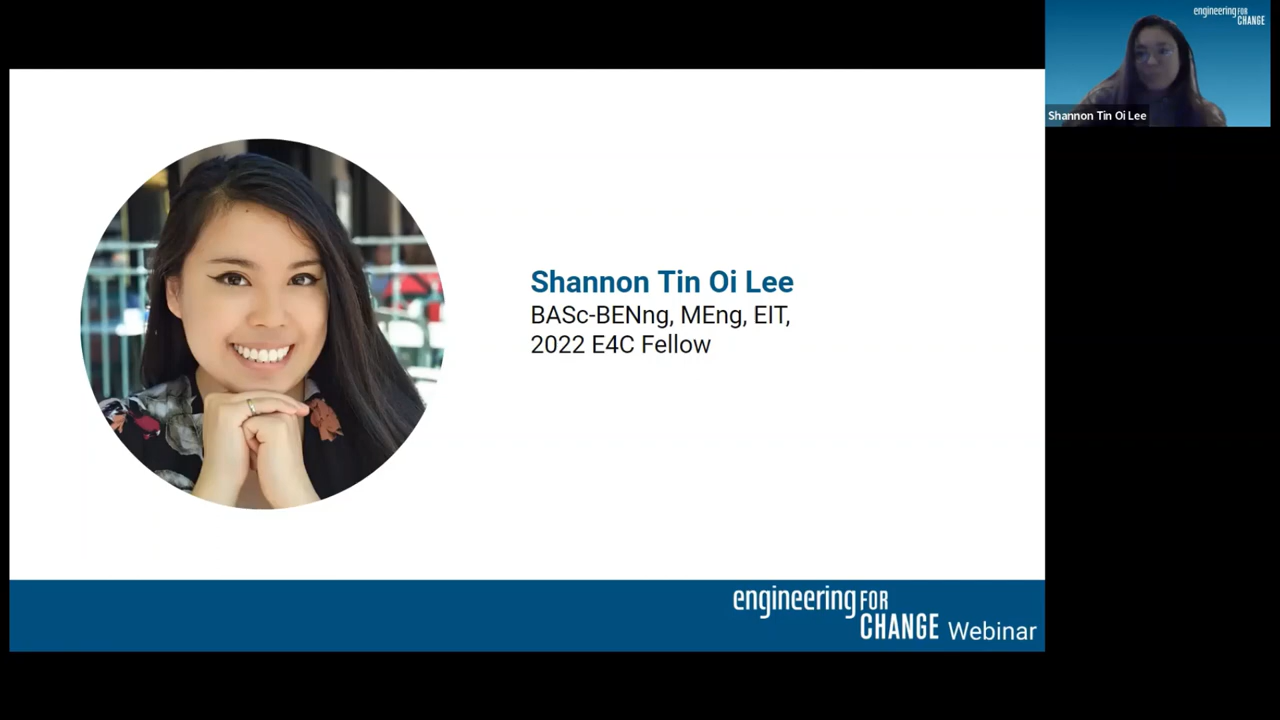 engineering FOR
CHANGE
Shannon Tin Oi Lee
Shannon Tin Oi Lee
BASc-BENng, MEng, EIT,
2022 E4C Fellow
engineering FOR
CHANGE Webinar